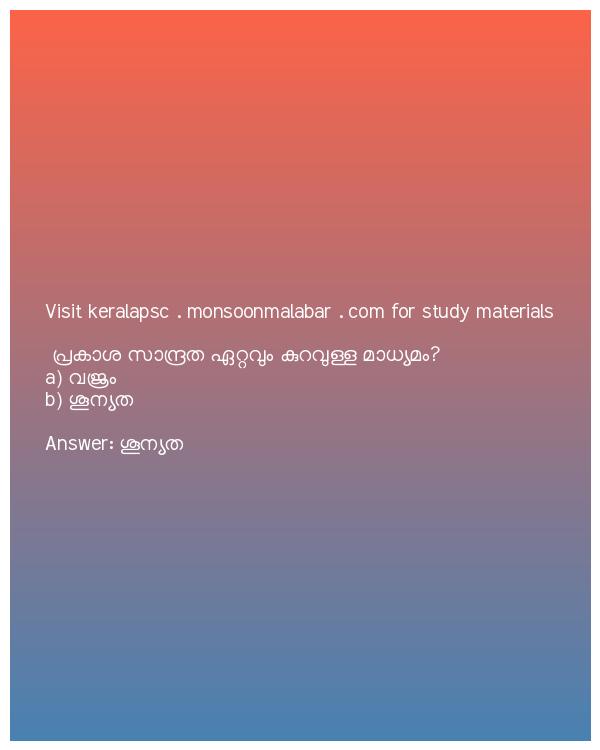 Visit keralapsc . monsoonmalabar . com for study materials
പ്രകാശ സാന്ദ്രത ഏറ്റവും കുറവുള്ള മാധ്യമം?
a) വജ്രം
b) ശൂന്യത
Answer: ശൂന്യത